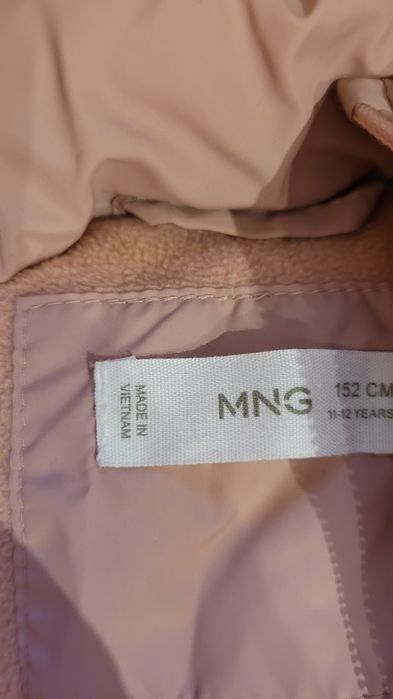 MADE IN
VIETNAM
MNG
152 CM
11-12 YEARS